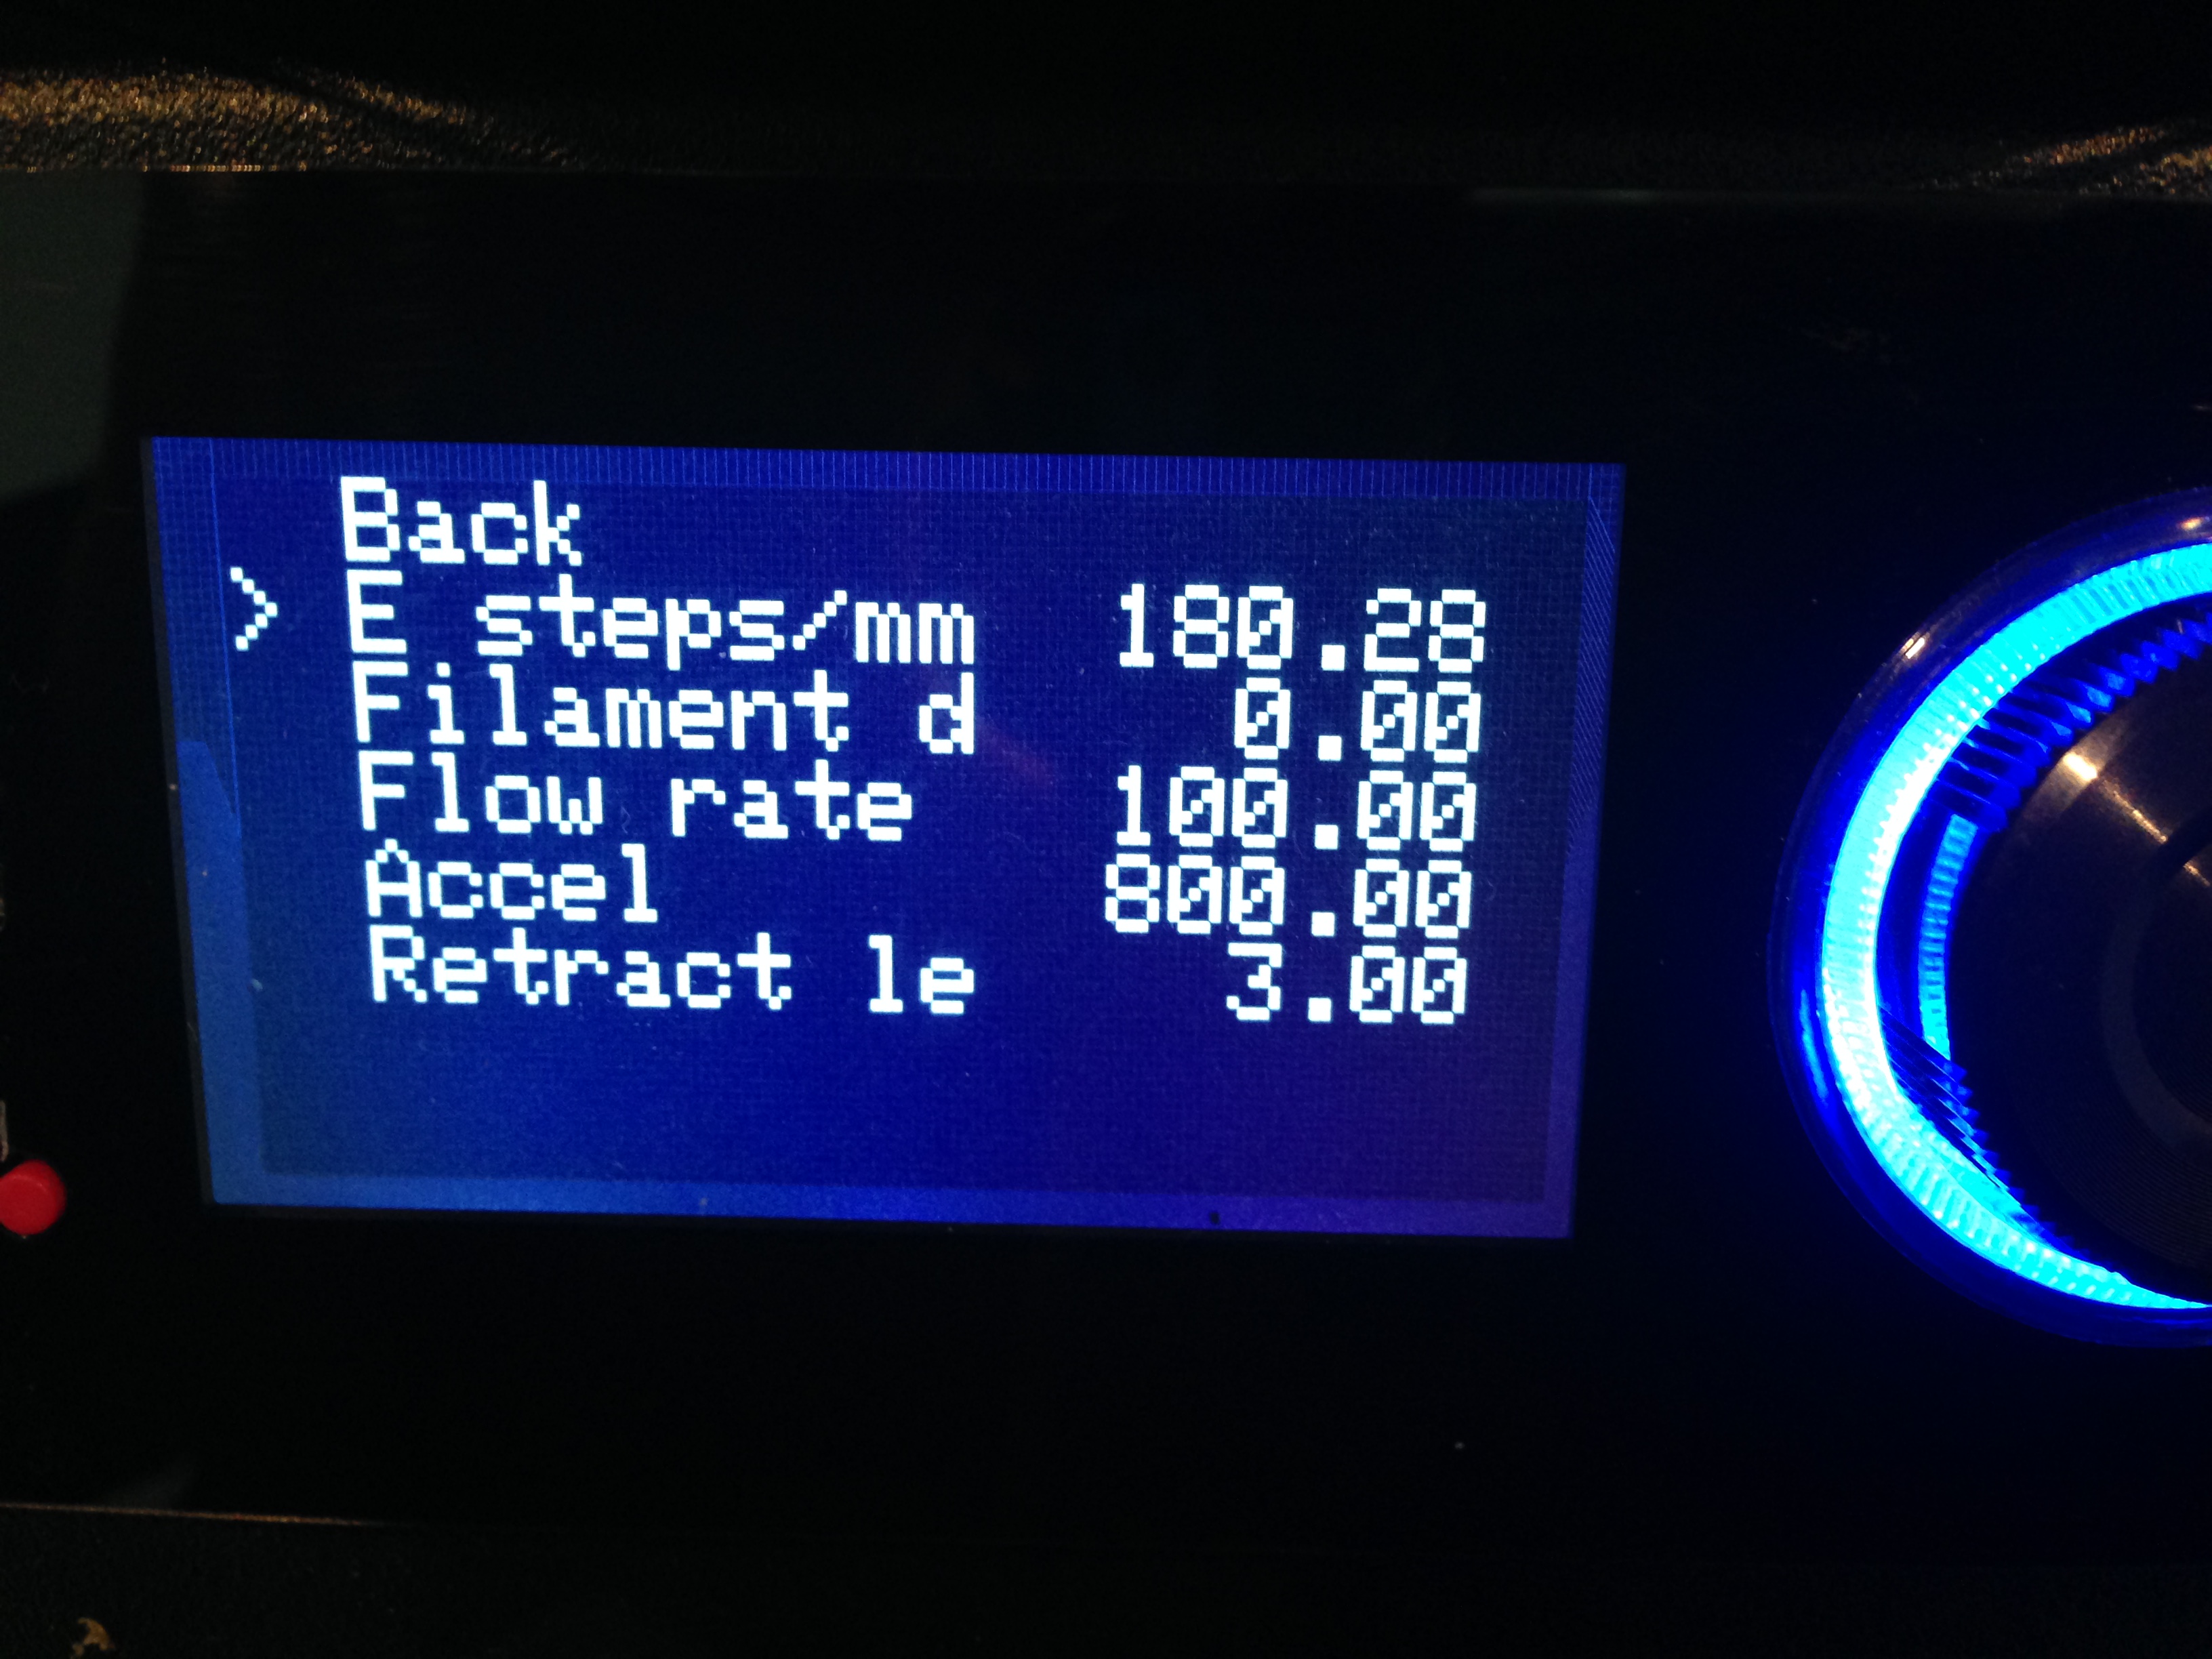 Back
> E steps/mm 180.28
Filament d 0.00
Flow rate 100.00
Accel 800.00
Retract le 3.00